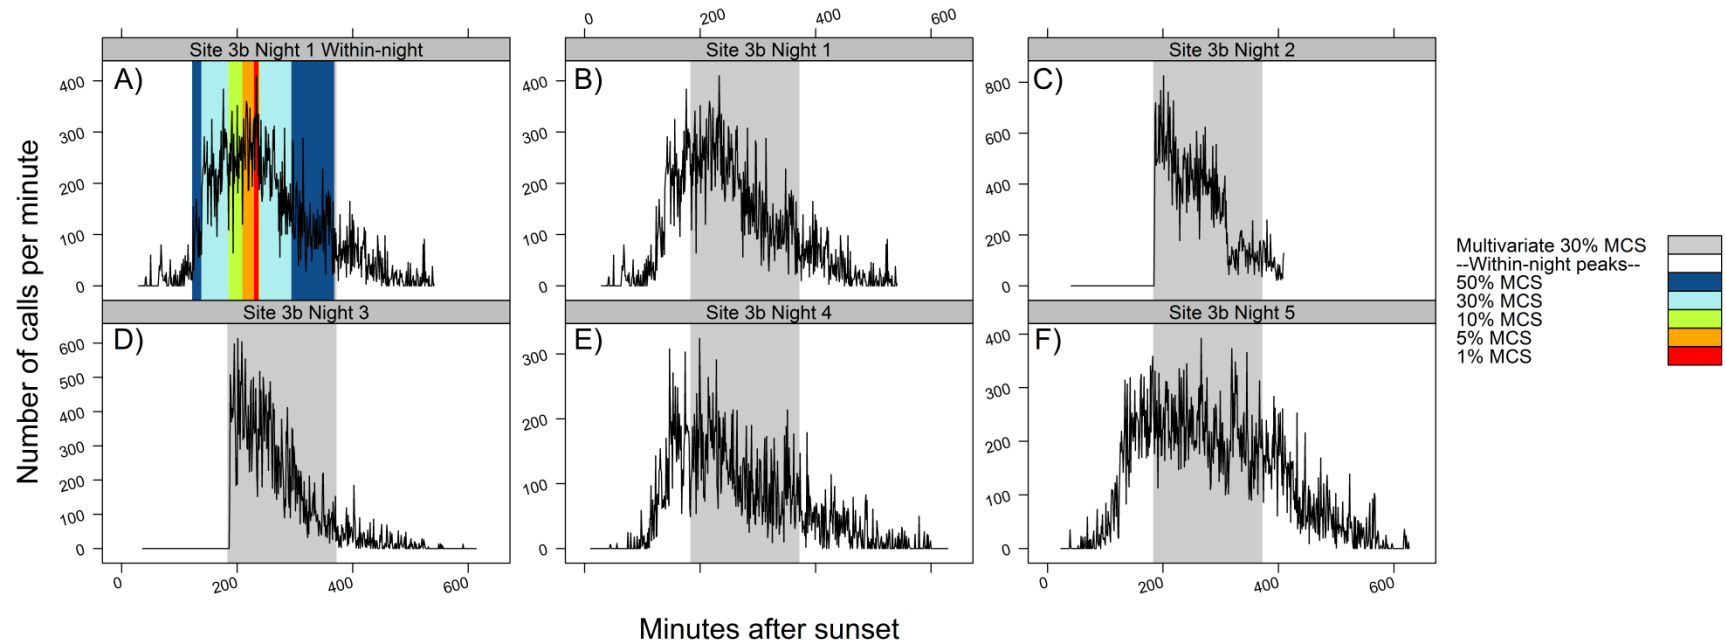 0 200 400 600
Site 3b Night 1 Within-night
Site 3b Night 1
Site 3b Night 2
A)
B)
C)
400
300
200
100
0
400
300
200
100
0
800
600
400
200
0
Number of calls per minute
Site 3b Night 3
Site 3b Night 4
Site 3b Night 5
D)
E)
F)
600
500
400
300
200
100
0
300
200
100
0
400
300
200
100
0
0 200 400 600
0 200 400 600
Minutes after sunset
Multivariate 30% MCS
--Within-night peaks--
50% MCS
30% MCS
10% MCS
5% MCS
1% MCS